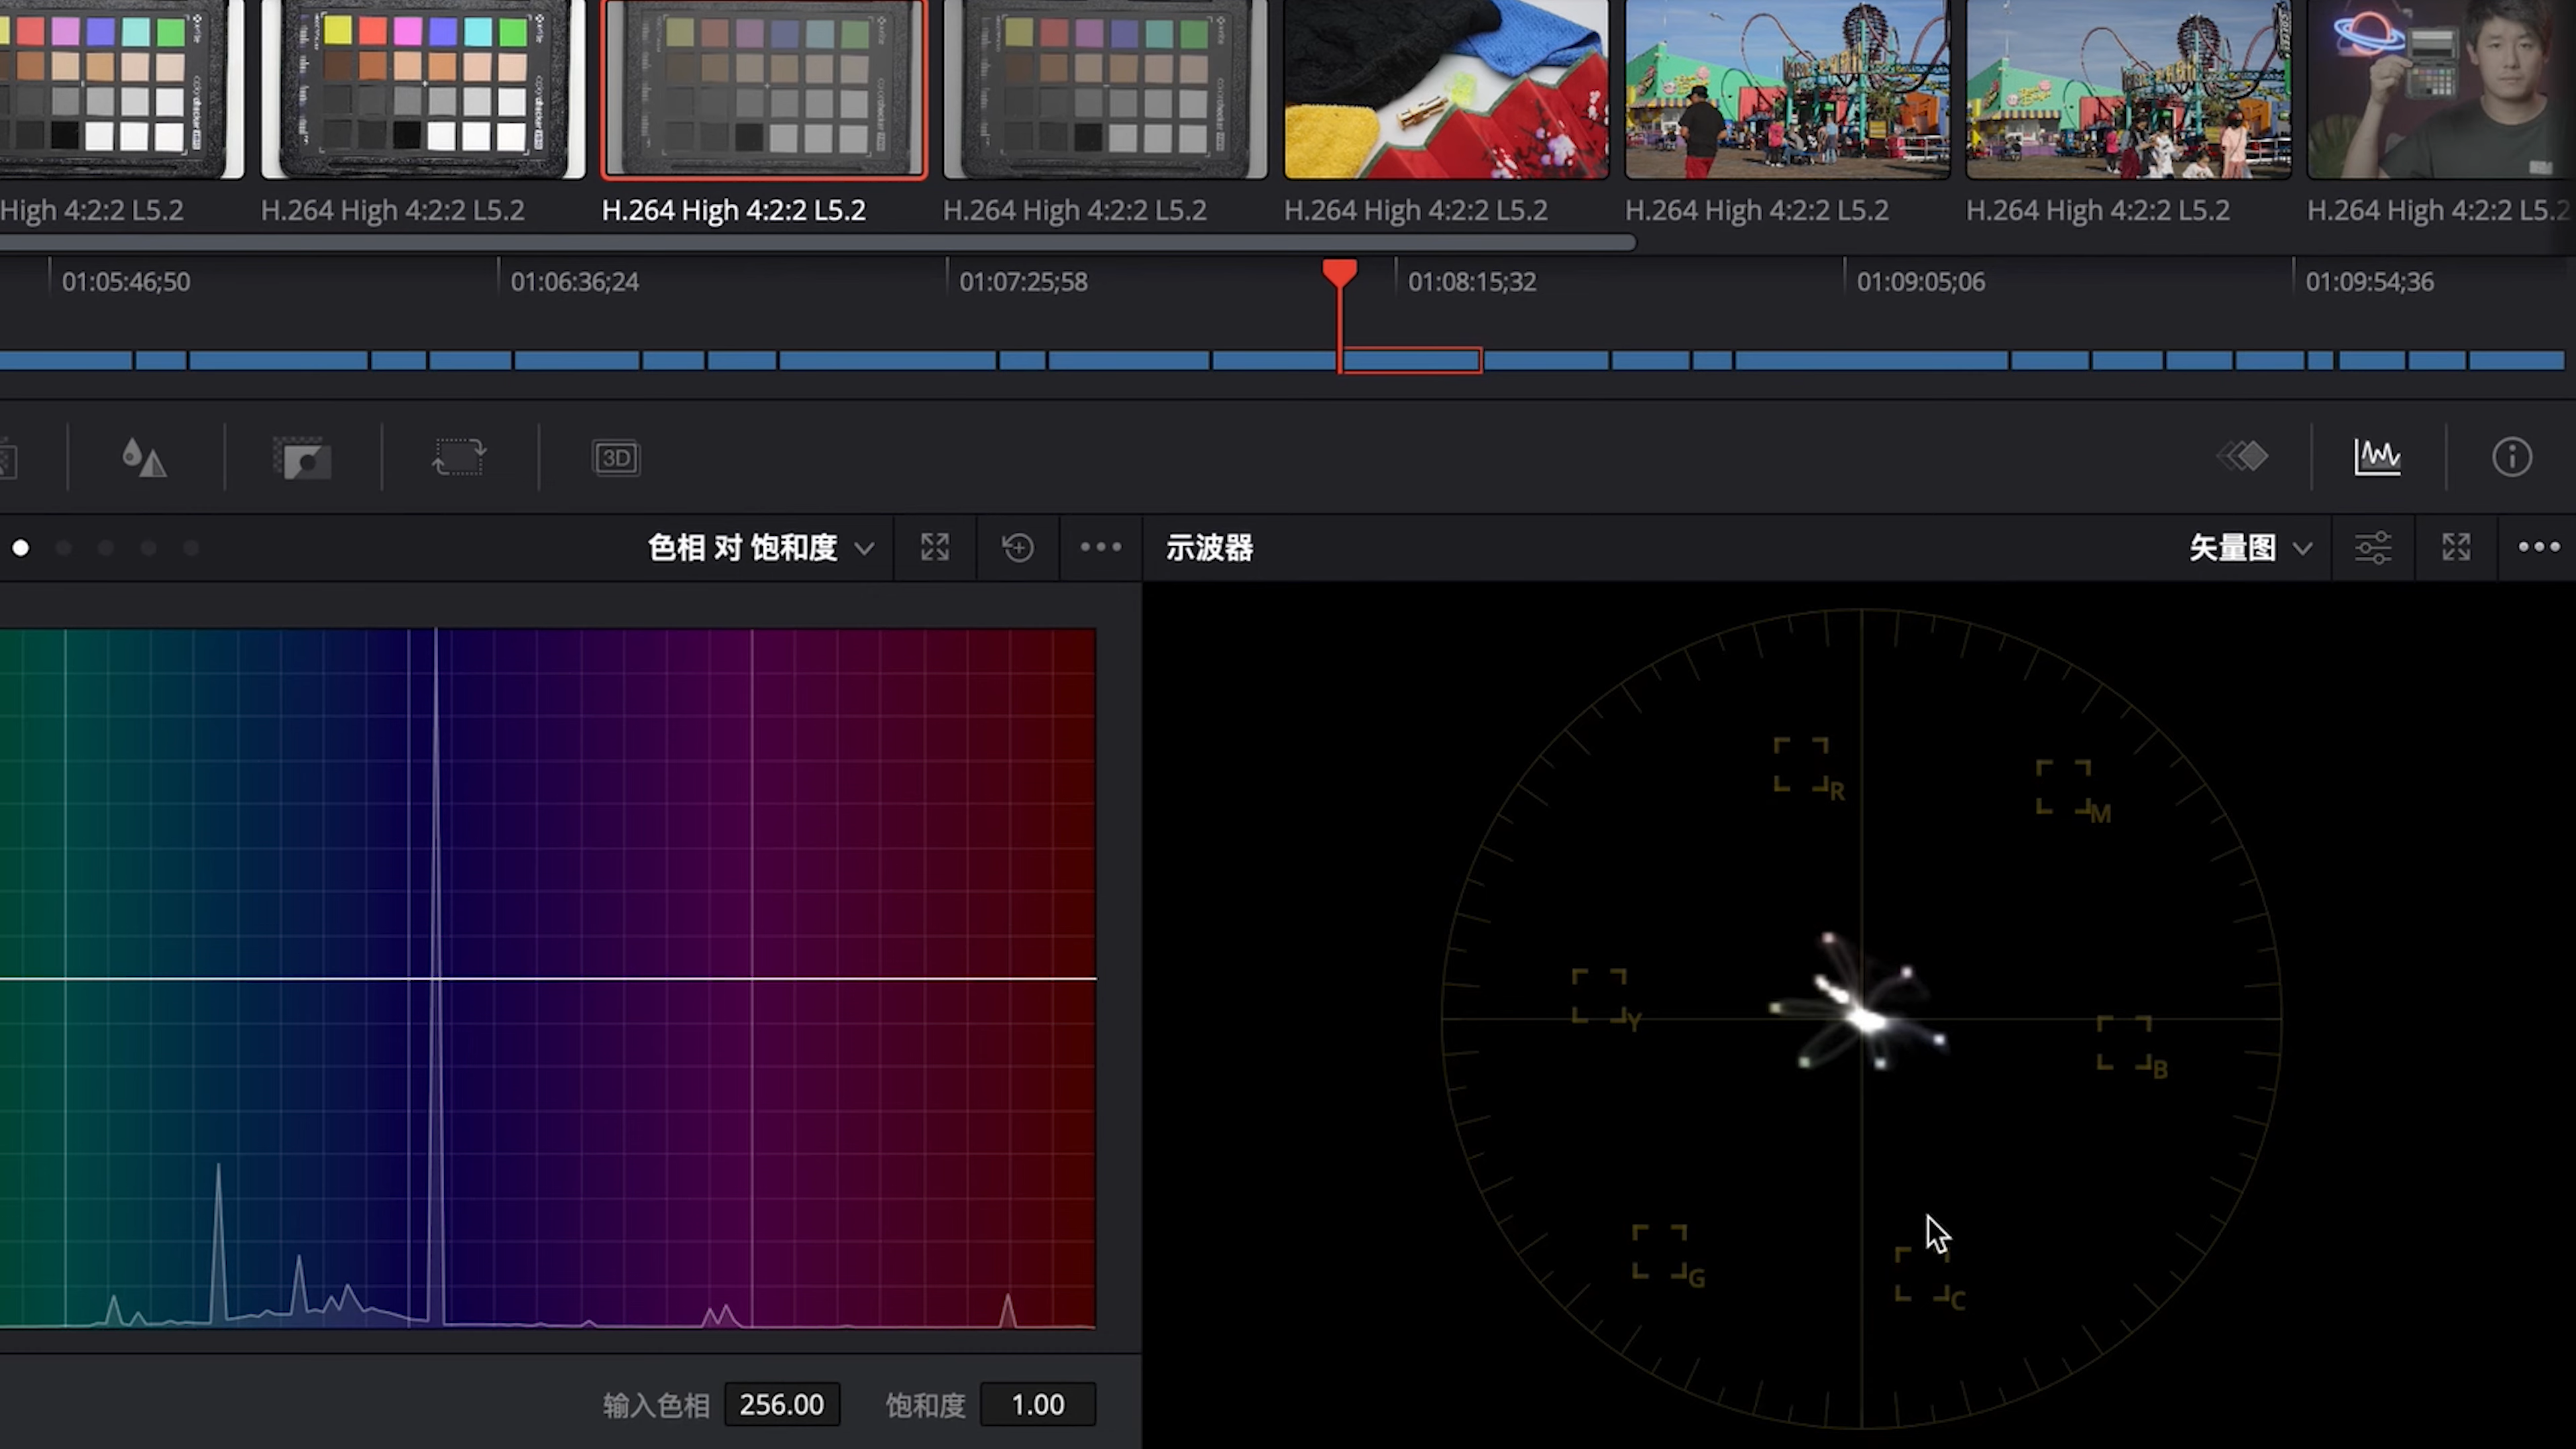 High 4:2:2 L5.2
H.264 High 4:2:2 L5.2
H.264 High 4:2:2 L5.2
H.264 High 4:2:2 L5.2
H.264 High 4:2:2 L5.2
H.264 High 4:2:2 L5.2
H.264 High 4:2:2 L5.2
H.264 High 4:2:2 L5.2
01:05:46;50
01:06:36;24
01:07:25;58
01:08:15;32
01:09:05;06
01:09:54;36
3D
色相 对 饱和度
示波器
矢量图
R
M
Y
B
G
C
输入色相 256.00 饱和度 1.00